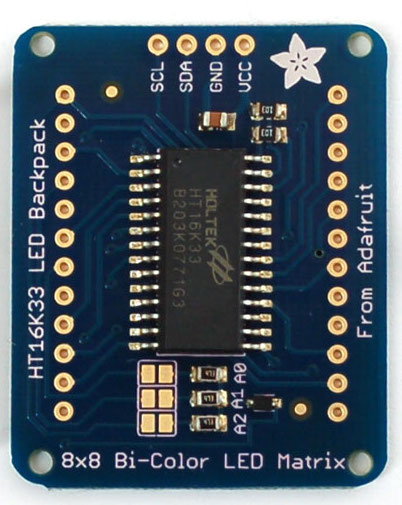 SCL SDA GND VCC
HT16K33 LED Backpack
HOLTEK
HT16K33
B203K0771G3
From Adafruit
A0
A1
A2
8x8 Bi-Color LED Matrix